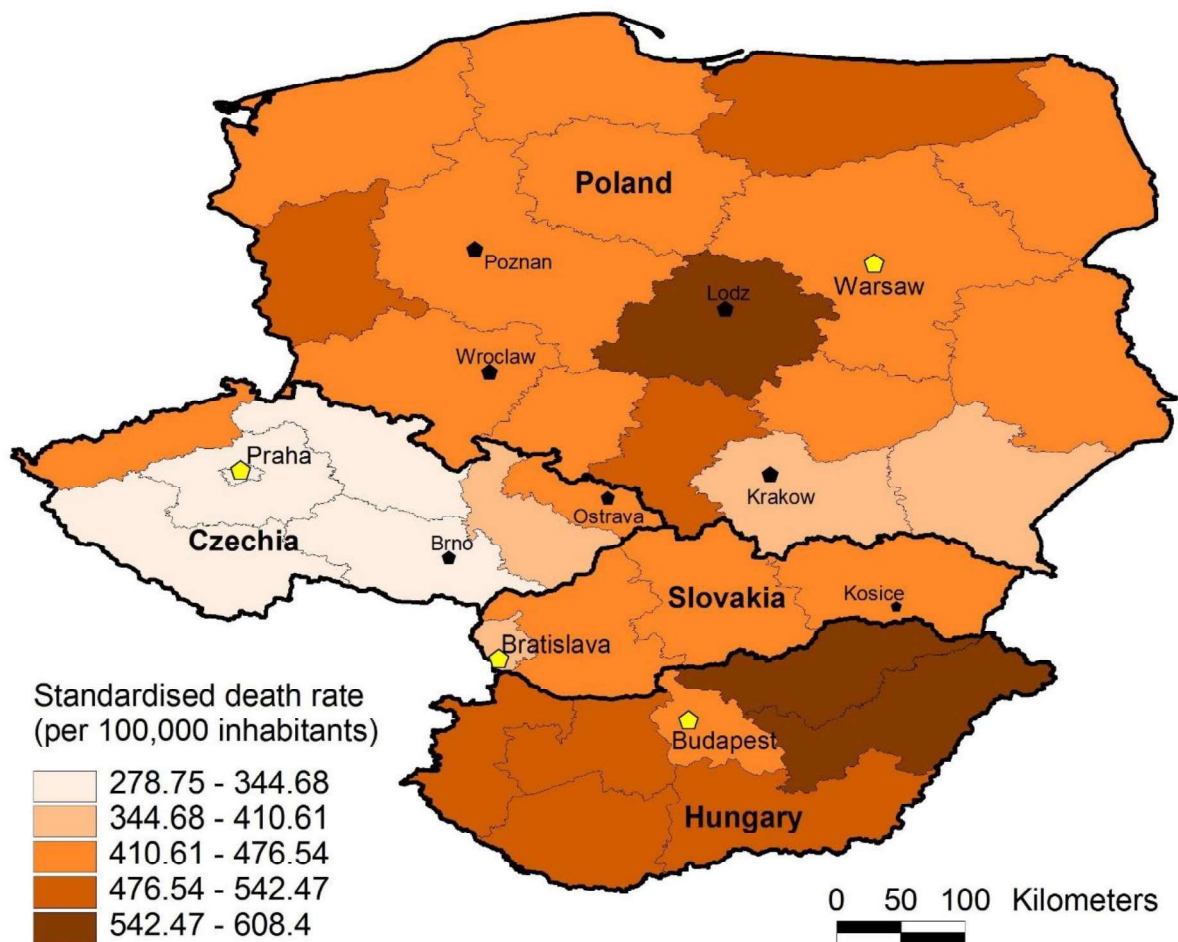 Poland
Poznan
Lodz
Warsaw
Wroclaw
Praha
Krakow
Ostrava
Czechia
Brno
Slovakia
Kosice
Bratislava
Budapest
Hungary
Standardised death rate
(per 100,000 inhabitants)
278.75 - 344.68
344.68 - 410.61
410.61 - 476.54
476.54 - 542.47
542.47 - 608.4
0 50 100 Kilometers